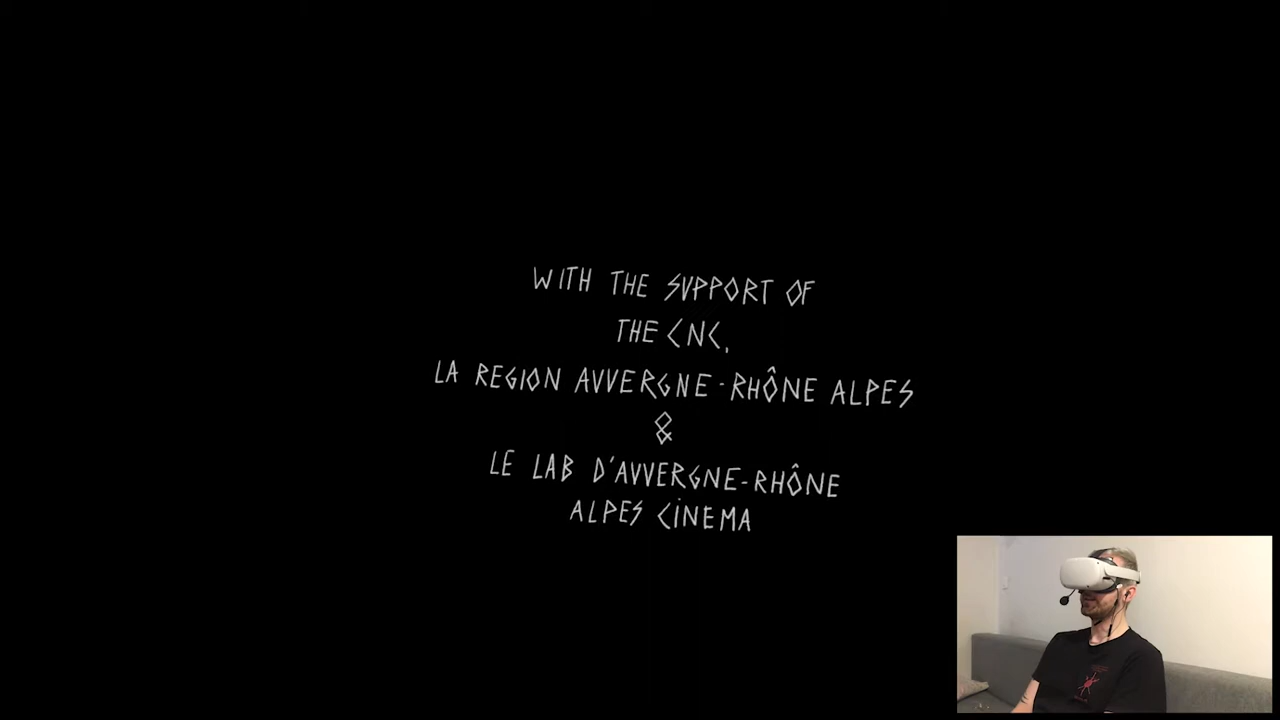 WITH THE SUPPORT OF
THE CNC,
LA REGION AUVERGNE-RHÔNE ALPES
&
LE LAB D'AUVERGNE-RHÔNE
ALPES CINEMA